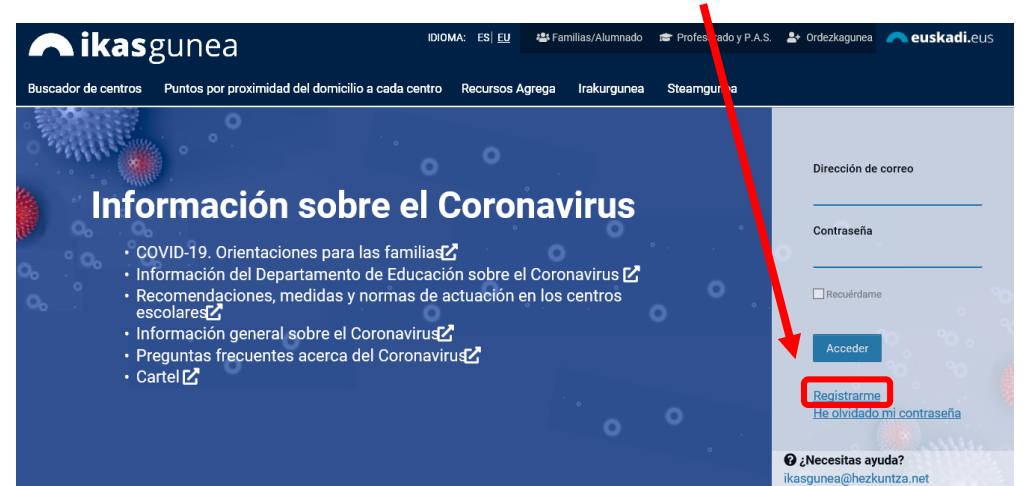 ikasgunea
IDIOMA: ES| EU Familias/Alumnado Profesorado y P.A.S. Ordezkagunea euskadi.eus
Buscador de centros Puntos por proximidad del domicilio a cada centro Recursos Agrega Irakurgunea Steamgunea
Información sobre el Coronavirus
• COVID-19. Orientaciones para las familias
• Información del Departamento de Educación sobre el Coronavirus
• Recomendaciones, medidas y normas de actuación en los centros
escolares
• Información general sobre el Coronavirus
• Preguntas frecuentes acerca del Coronavirus
• Cartel
Dirección de correo
Contraseña
Recuérdame
Acceder
Registrarme
He olvidado mi contraseña
¿Necesitas ayuda?
ikasgunea@hezkuntza.net